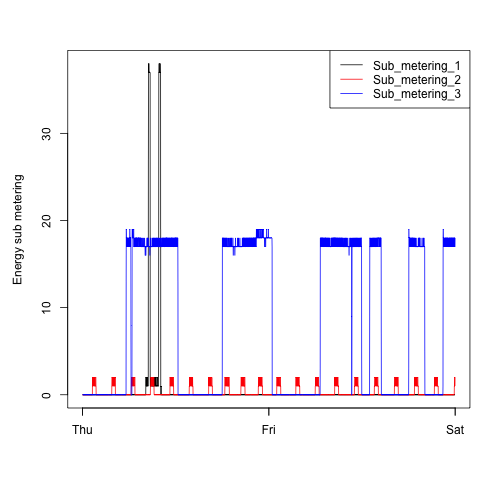 Sub_metering_1
Sub_metering_2
Sub_metering_3
Energy sub metering
30
20
10
0
Thu Fri Sat